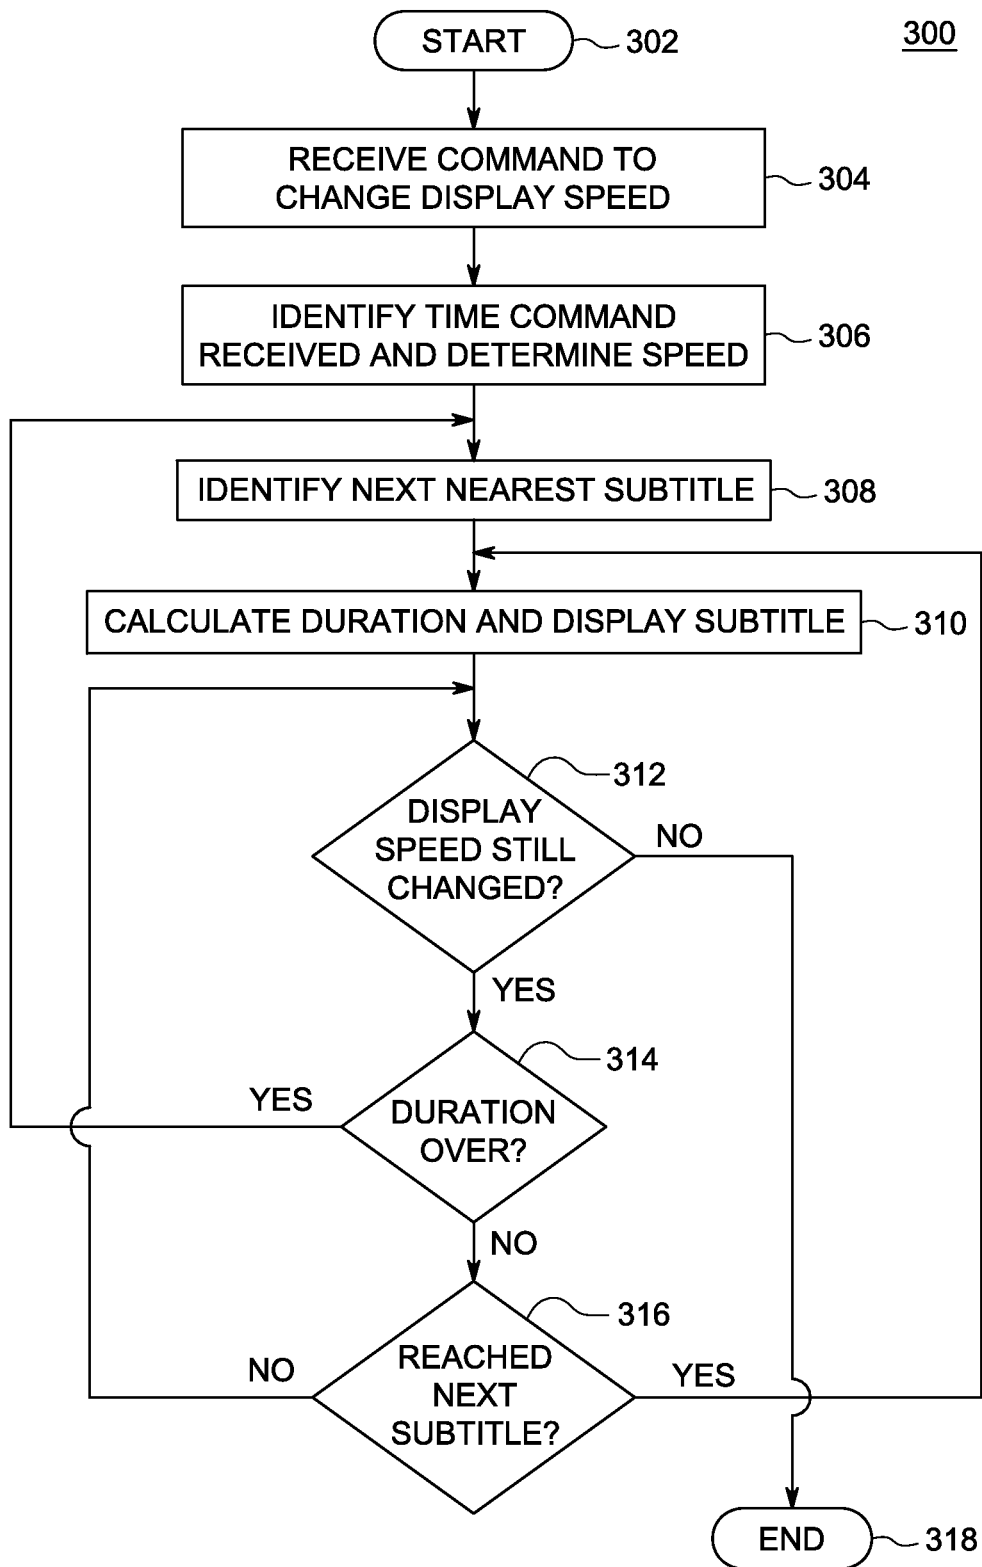 300
START
302
RECEIVE COMMAND TO
CHANGE DISPLAY SPEED
304
IDENTIFY TIME COMMAND
RECEIVED AND DETERMINE SPEED
306
IDENTIFY NEXT NEAREST SUBTITLE
308
CALCULATE DURATION AND DISPLAY SUBTITLE
310
312
DISPLAY
SPEED STILL
CHANGED?
NO
YES
314
YES
DURATION
OVER?
NO
316
NO
REACHED
NEXT
SUBTITLE?
YES
END
318